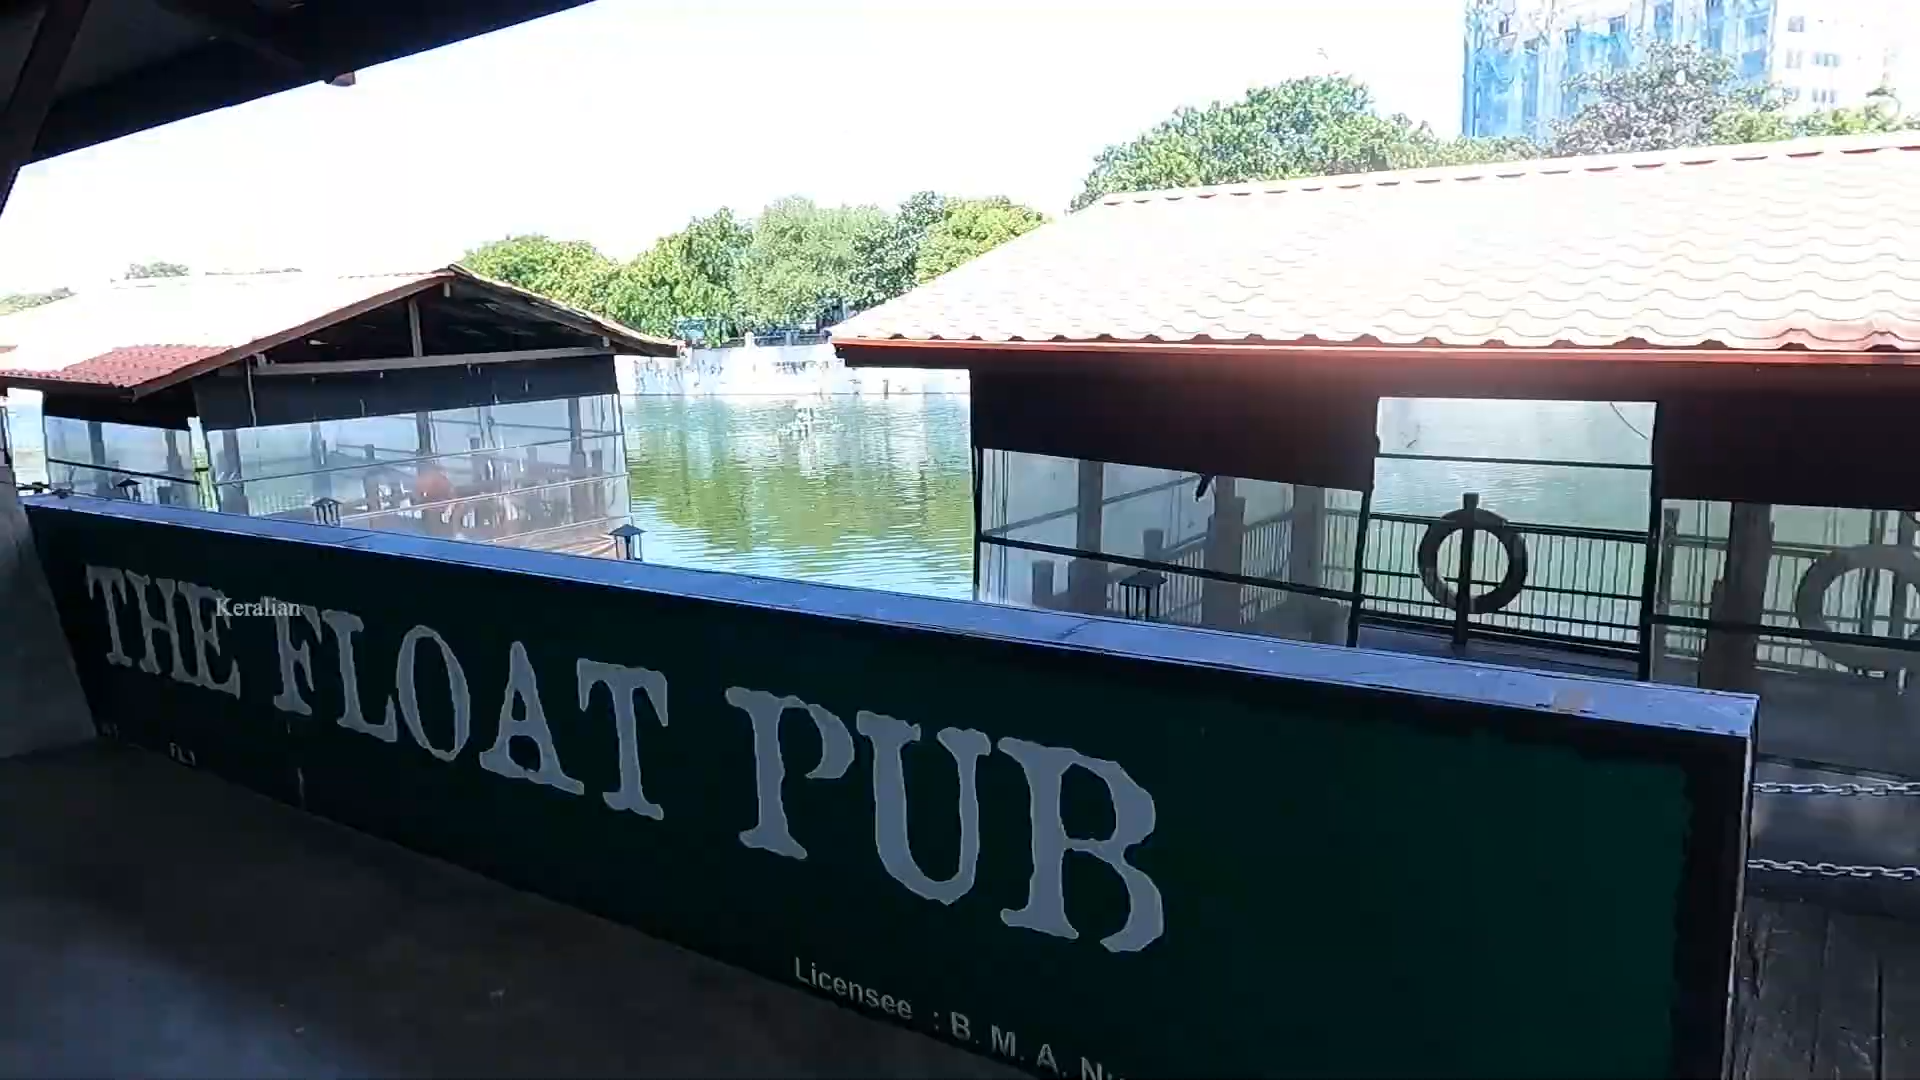 THE FLOAT PUB
Keralian
Licensee : B. M. A.